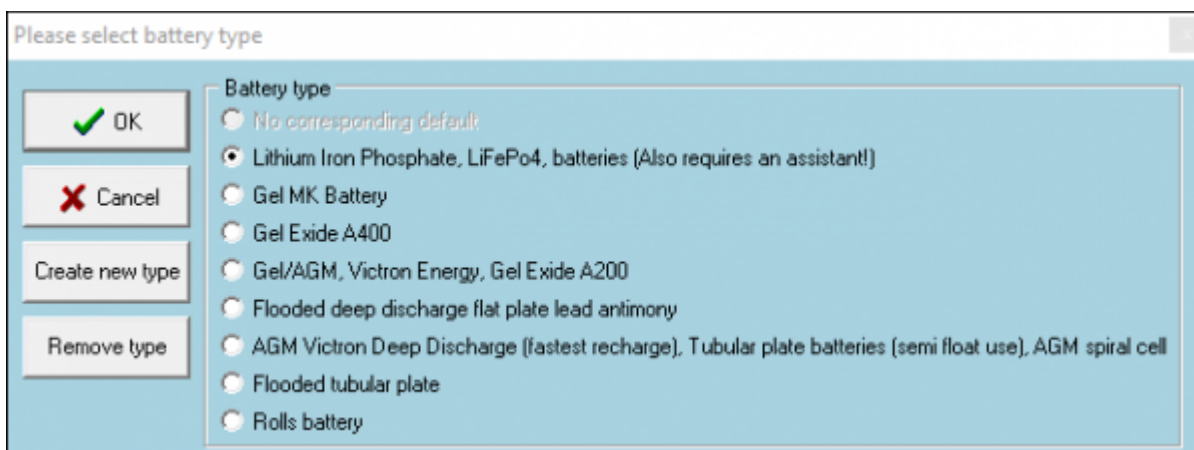 Please select battery type
OK
Cancel
Create new type
Remove type
Battery type
No corresponding default
Lithium Iron Phosphate, LiFePo4, batteries (Also requires an assistant!)
Gel MK Battery
Gel Exide A400
Gel/AGM, Victron Energy, Gel Exide A200
Flooded deep discharge flat plate lead antimony
AGM Victron Deep Discharge (fastest recharge), Tubular plate batteries (semi float use), AGM spiral cell
Flooded tubular plate
Rolls battery